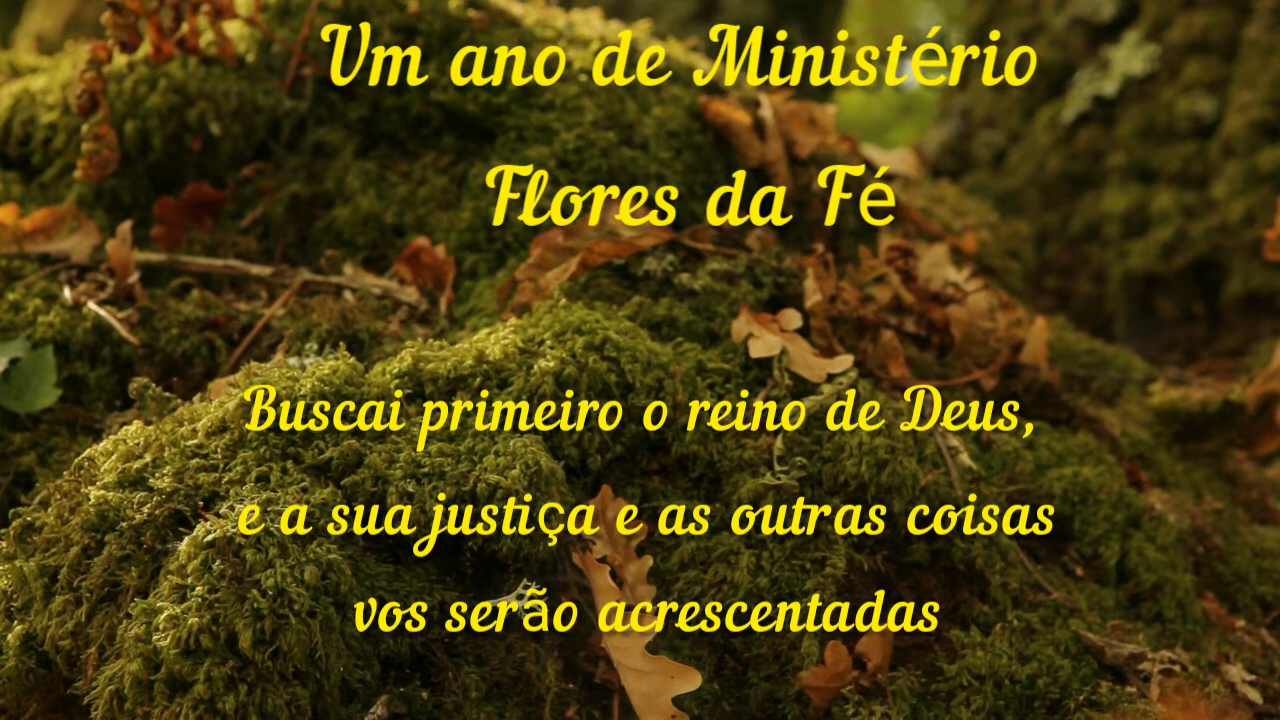 Um ano de Ministério
Flores da Fé
Buscai primeiro o reino de Deus,
e a sua justiça e as outras coisas
vos serão acrescentadas